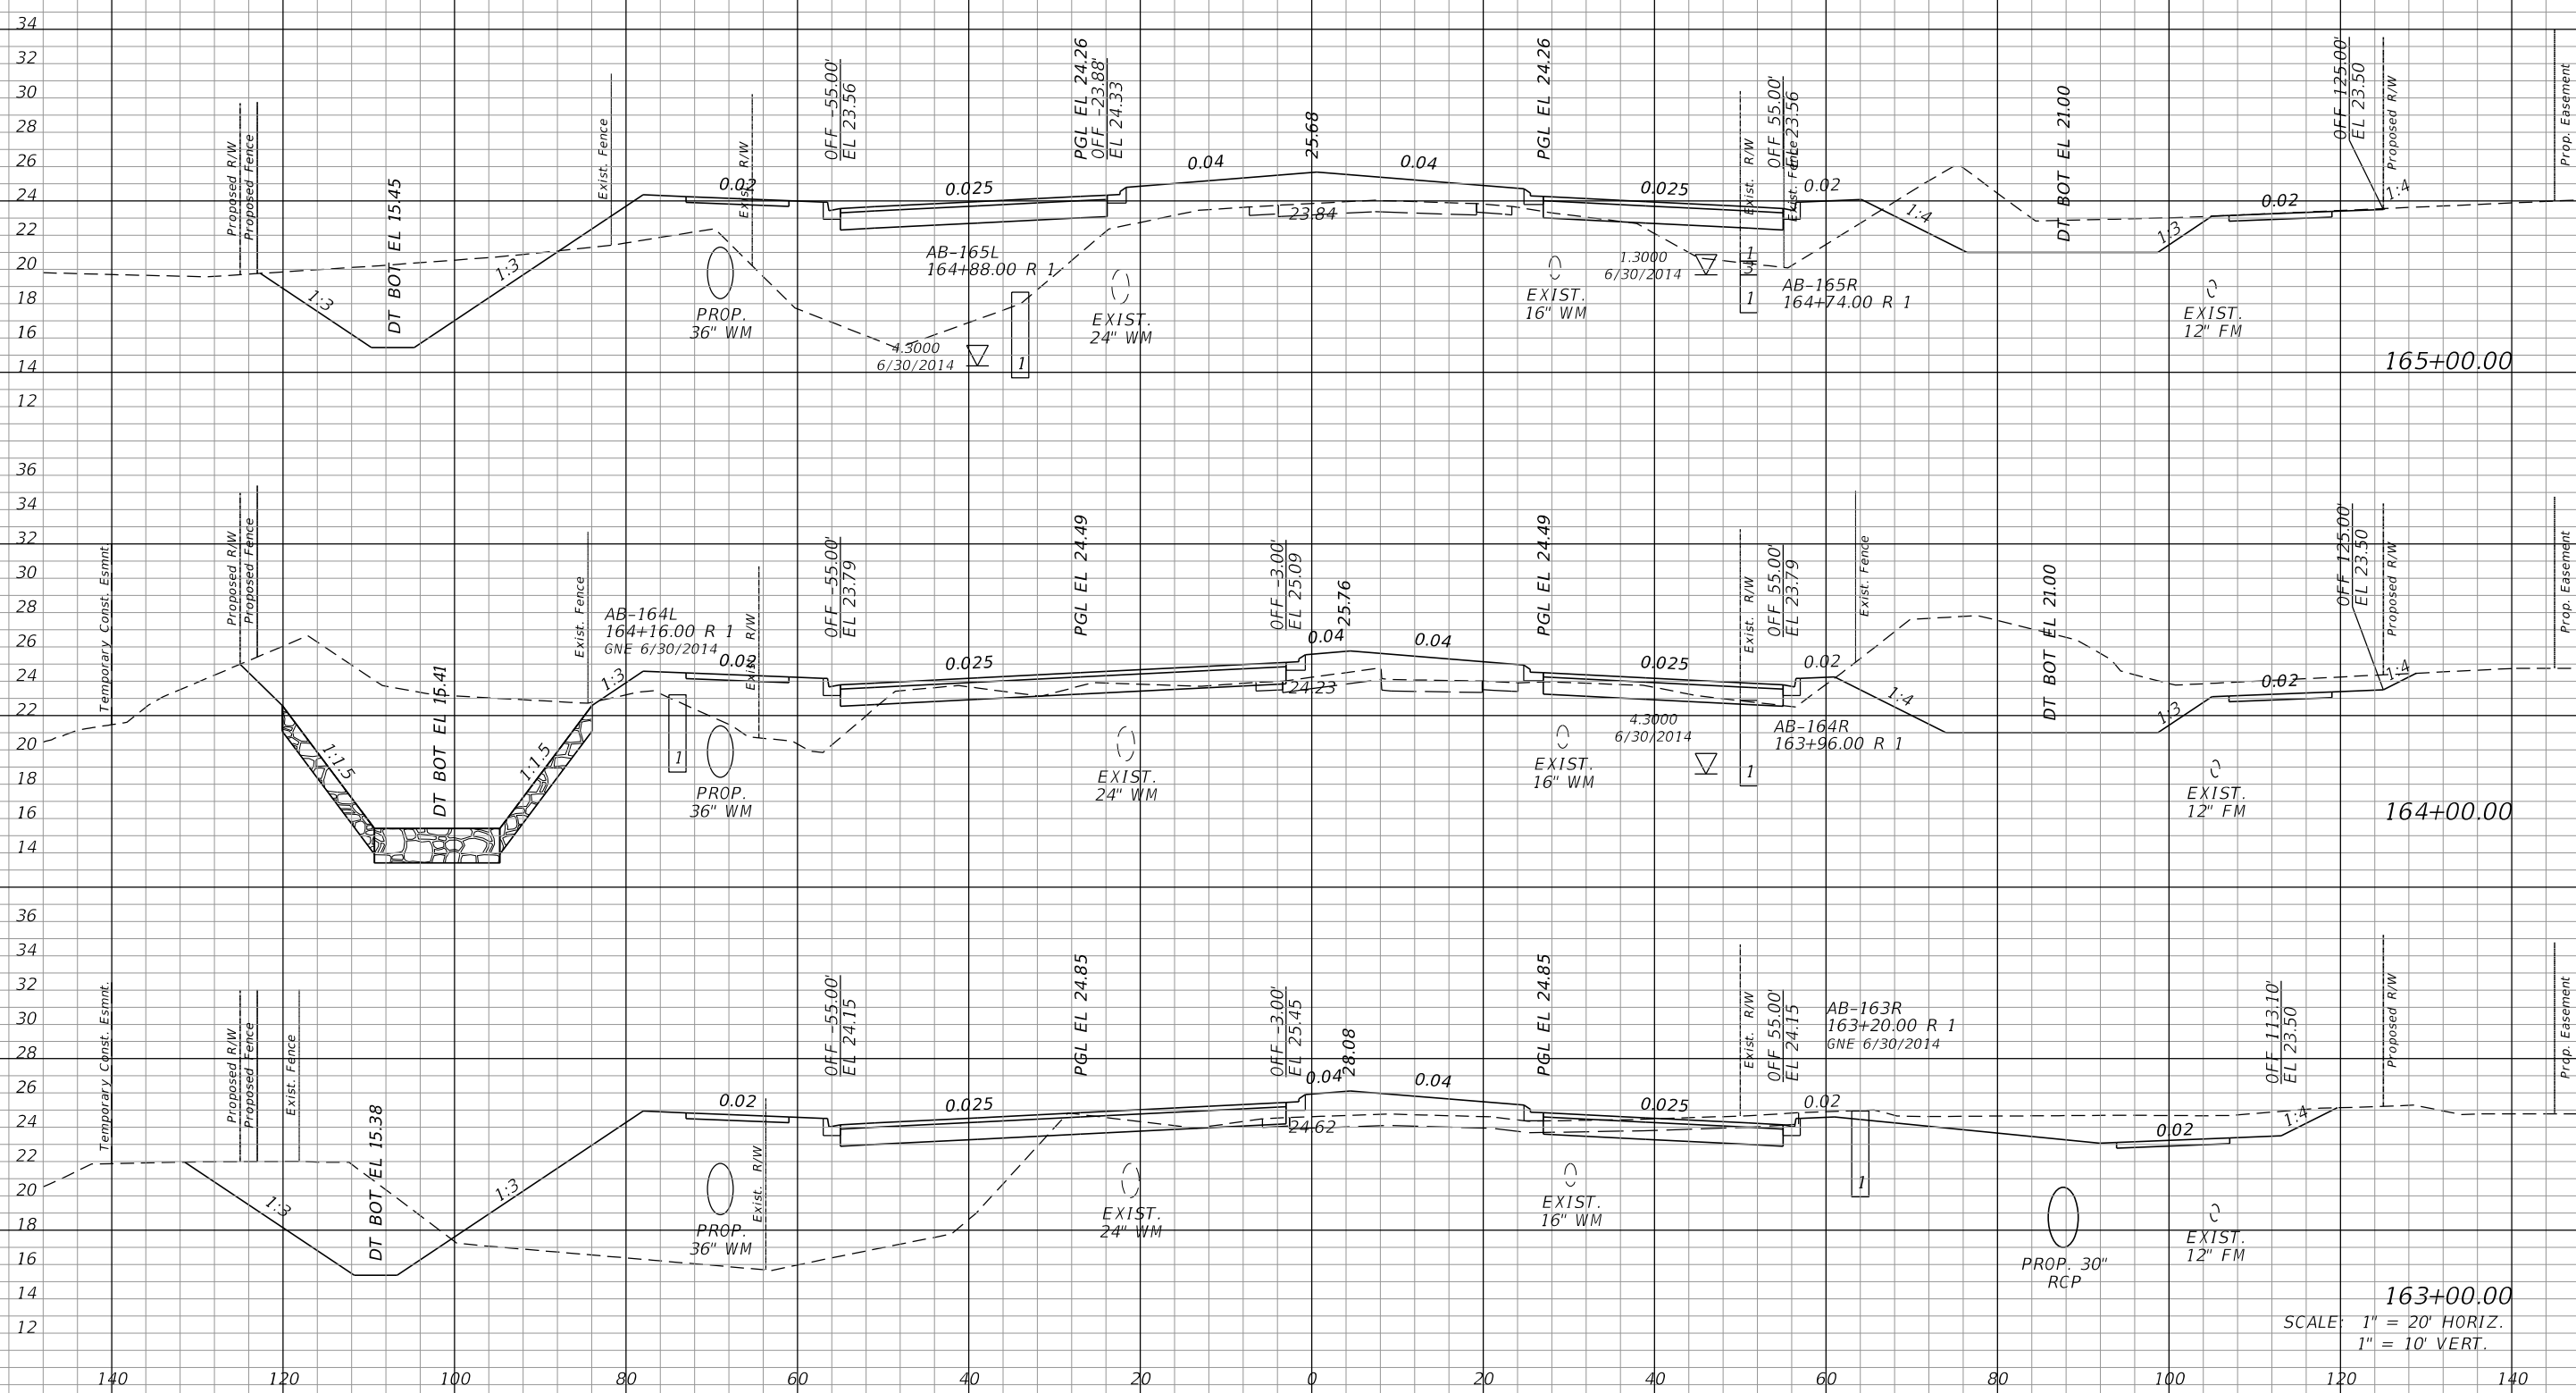 34
32
30
28
26
24
22
20
18
16
14
12
Proposed R/W
Proposed Fence
DT BOT EL 15.45
1:3
1:3
Exist. Fence
0.02
Exist. R/W
PROP.
36" WM
OFF -55.00'
EL 23.56
0.025
AB-165L
164+88.00 R 1
4.3000
6/30/2014
1
PGL EL 24.26
OFF -23.88'
EL 24.33
EXIST.
24" WM
0.04
25.68
0.04
23.84
PGL EL 24.26
EXIST.
16" WM
0.025
1.3000
6/30/2014
Exist. R/W
1
3
1
OFF 55.00'
EL 23.56
Exist. Fence
0.02
AB-165R
164+74.00 R 1
1:4
DT BOT EL 21.00
1:3
EXIST.
12" FM
0.02
OFF 125.00'
EL 23.50
Proposed R/W
1:4
Prop. Easement
165+00.00
36
34
32
30
28
26
24
22
20
18
16
14
Temporary Const. Esmnt.
Proposed R/W
Proposed Fence
1:1.5
DT BOT EL 15.41
1:1.5
Exist. Fence
1:3
AB-164L
164+16.00 R 1
GNE 6/30/2014
1
0.02
Exist. R/W
PROP.
36" WM
OFF -55.00'
EL 23.79
0.025
PGL EL 24.49
EXIST.
24" WM
OFF -3.00'
EL 25.09
0.04
25.76
0.04
24.23
PGL EL 24.49
EXIST.
16" WM
0.025
4.3000
6/30/2014
Exist. R/W
1
OFF 55.00'
EL 23.79
0.02
Exist. Fence
AB-164R
163+96.00 R 1
1:4
DT BOT EL 21.00
1:3
EXIST.
12" FM
0.02
OFF 125.00'
EL 23.50
Proposed R/W
1:4
Prop. Easement
164+00.00
36
34
32
30
28
26
24
22
20
18
16
14
12
Temporary Const. Esmnt.
Proposed R/W
Proposed Fence
Exist. Fence
1:3
DT BOT EL 15.38
1:3
0.02
Exist. R/W
PROP.
36" WM
OFF -55.00'
EL 24.15
0.025
PGL EL 24.85
EXIST.
24" WM
OFF -3.00'
EL 25.45
0.04
28.08
0.04
24.62
PGL EL 24.85
EXIST.
16" WM
0.025
Exist. R/W
OFF 55.00'
EL 24.15
0.02
AB-163R
163+20.00 R 1
GNE 6/30/2014
1
PROP. 30"
RCP
EXIST.
12" FM
0.02
OFF 113.10'
EL 23.50
1:4
Proposed R/W
Prop. Easement
163+00.00
SCALE: 1" = 20' HORIZ.
1" = 10' VERT.
140 120 100 80 60 40 20 0 20 40 60 80 100 120 140